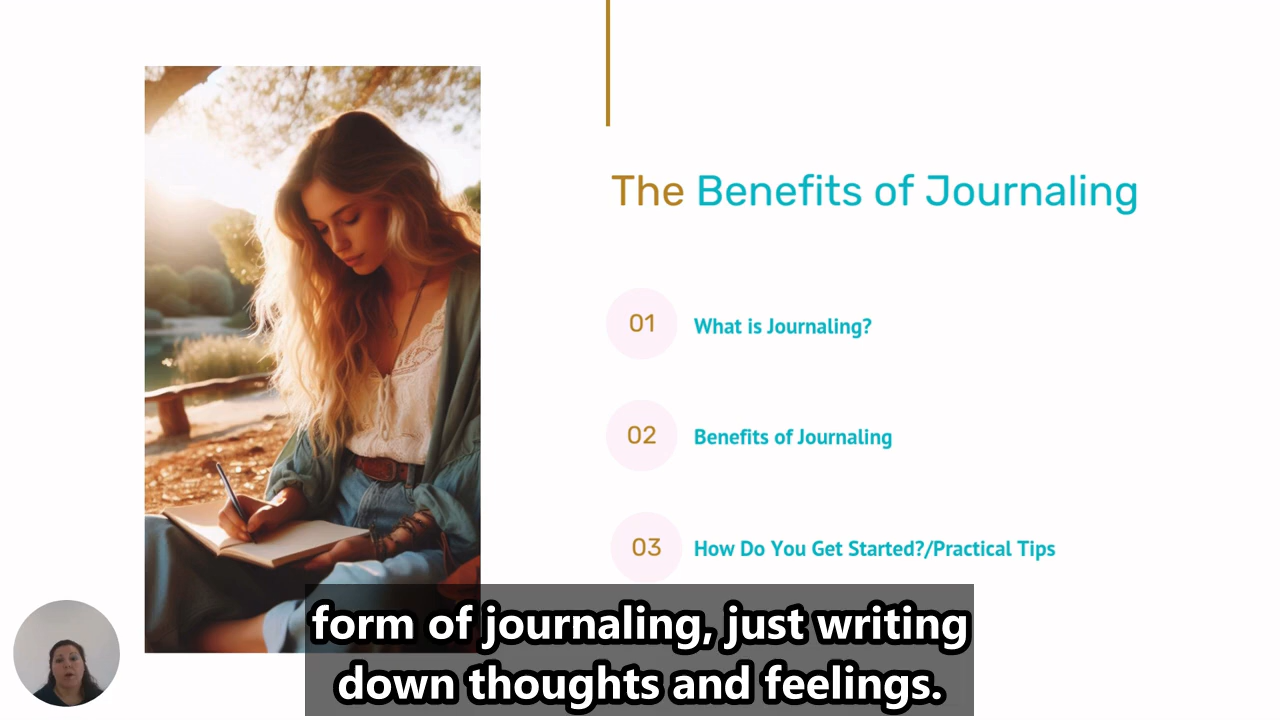 The Benefits of Journaling
01
What is Journaling?
02
Benefits of Journaling
03
How Do You Get Started?/Practical Tips
form of journaling, just writing
down thoughts and feelings.